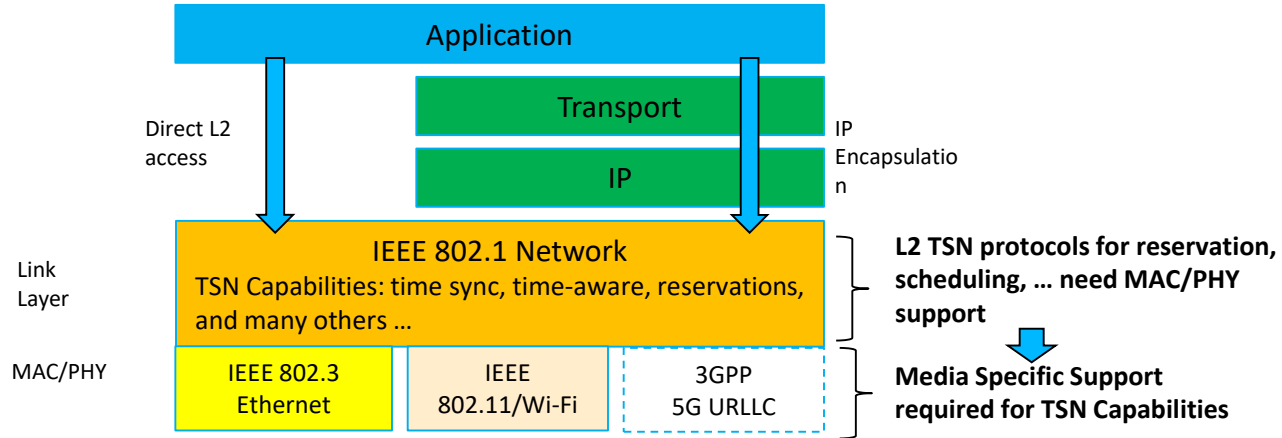 Application
Transport
Direct L2
access
IP
Encapsulatio
n
IP
IEEE 802.1 Network
TSN Capabilities: time sync, time-aware, reservations,
and many others …
Link
Layer
L2 TSN protocols for reservation,
scheduling, … need MAC/PHY
support
MAC/PHY
IEEE 802.3
Ethernet
IEEE
802.11/Wi-Fi
3GPP
5G URLLC
Media Specific Support
required for TSN Capabilities